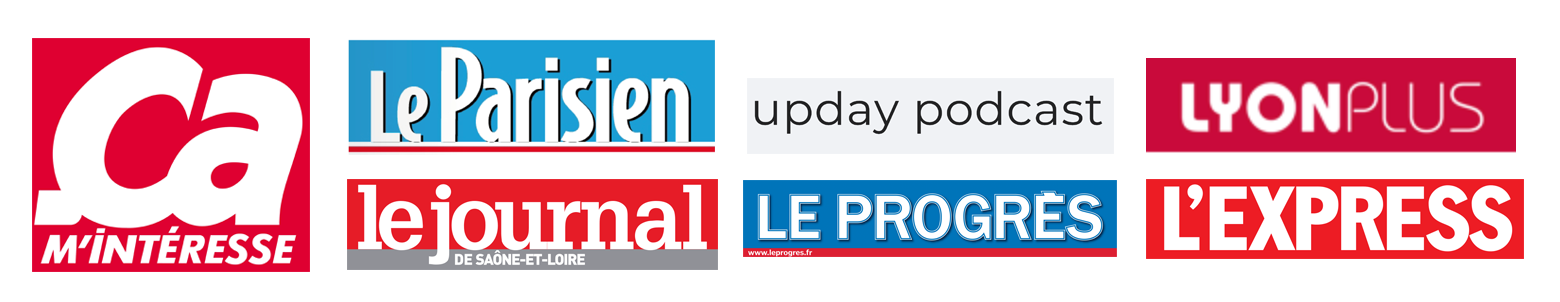 Ça
M'INTÉRESSE
Le Parisien
upday podcast
LYONPLUS
le journal
DE SAÔNE-ET-LOIRE
LE PROGRÈS
www.leprogres.fr
L'EXPRESS